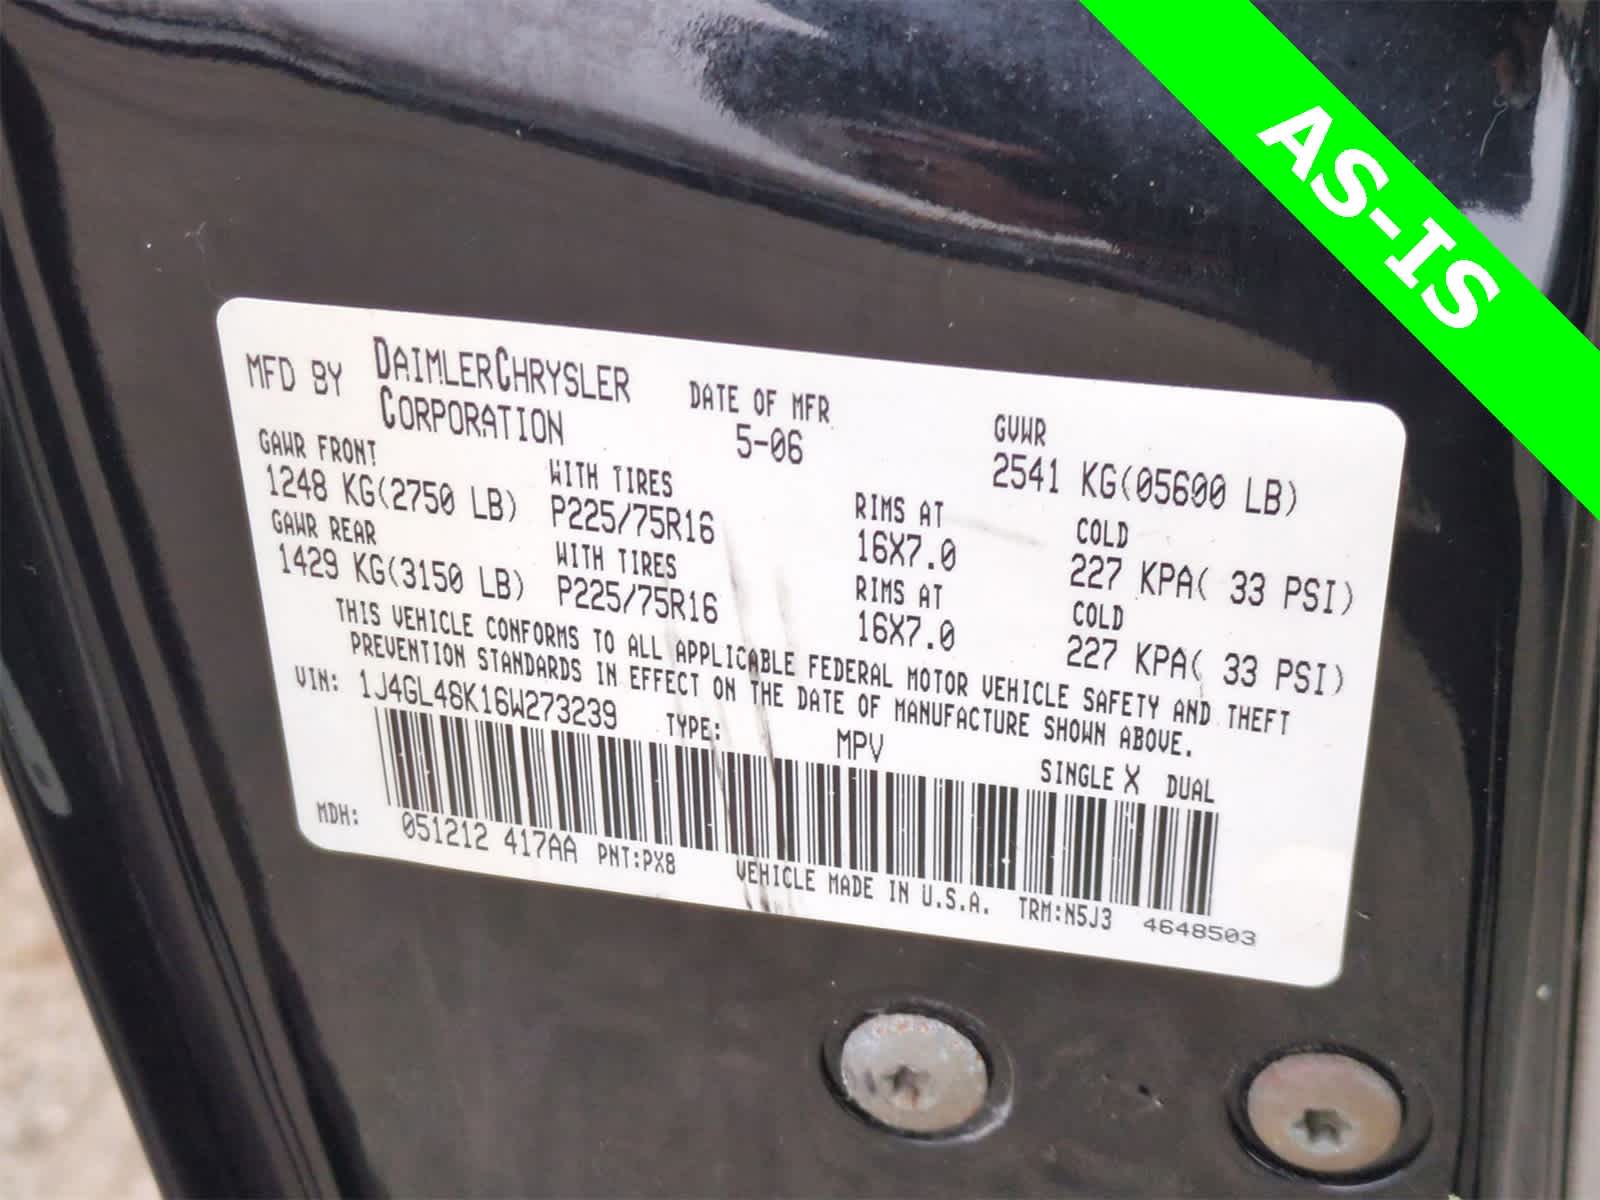 AS-IS
MFD BY DAIMLERCHRYSLER CORPORATION
DATE OF MFR 5-06
GVWR 2541 KG(05600 LB)
GAWR FRONT WITH TIRES RIMS AT COLD
1248 KG(2750 LB) P225/75R16 16X7.0 227 KPA( 33 PSI)
GAWR REAR WITH TIRES RIMS AT COLD
1429 KG(3150 LB) P225/75R16 16X7.0 227 KPA( 33 PSI)
THIS VEHICLE CONFORMS TO ALL APPLICABLE FEDERAL MOTOR VEHICLE SAFETY AND THEFT
PREVENTION STANDARDS IN EFFECT ON THE DATE OF MANUFACTURE SHOWN ABOVE.
VIN: 1J4GL48K16W273239 TYPE: MPV SINGLE X DUAL
MDH: 051212 417AA PNT:PX8 VEHICLE MADE IN U.S.A. TRM:N5J3 4648503